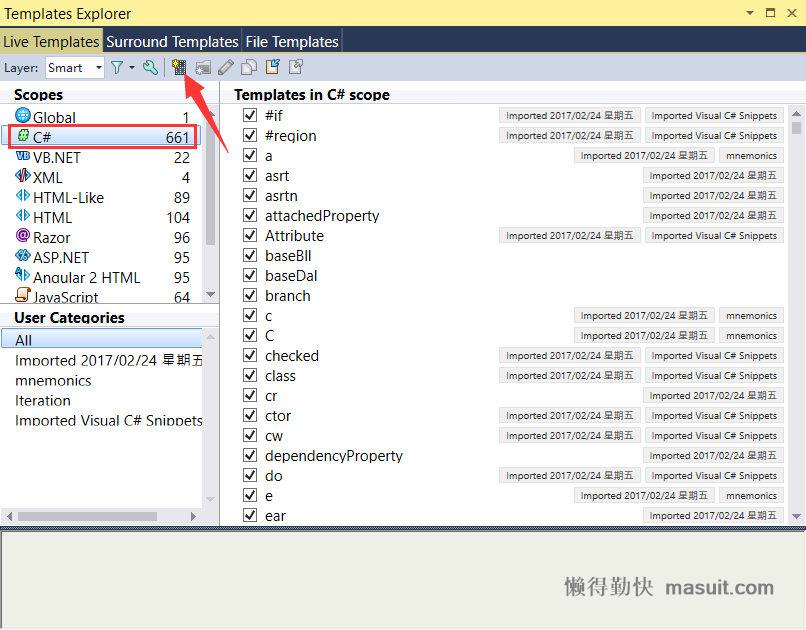 Templates Explorer
Live Templates Surround Templates File Templates
Layer: Smart
Scopes
Global 1
C# 661
VB.NET 22
XML 4
HTML-Like 89
HTML 104
Razor 96
ASP.NET 95
Angular 2 HTML 95
JavaScript 64
User Categories
All
Imported 2017/02/24 星期五
mnemonics
Iteration
Imported Visual C# Snippets
Templates in C# scope
#if Imported 2017/02/24 星期五 Imported Visual C# Snippets
#region Imported 2017/02/24 星期五 Imported Visual C# Snippets
a Imported 2017/02/24 星期五 mnemonics
asrt Imported 2017/02/24 星期五
asrtn Imported 2017/02/24 星期五
attachedProperty Imported 2017/02/24 星期五
Attribute Imported 2017/02/24 星期五 Imported Visual C# Snippets
baseBll
baseDal
branch
c Imported 2017/02/24 星期五 mnemonics
C Imported 2017/02/24 星期五 mnemonics
checked Imported 2017/02/24 星期五 Imported Visual C# Snippets
class Imported 2017/02/24 星期五 Imported Visual C# Snippets
cr Imported 2017/02/24 星期五
ctor Imported 2017/02/24 星期五 Imported Visual C# Snippets
cw Imported 2017/02/24 星期五 Imported Visual C# Snippets
dependencyProperty Imported 2017/02/24 星期五
do Imported 2017/02/24 星期五 Imported Visual C# Snippets
e Imported 2017/02/24 星期五 mnemonics
ear Imported 2017/02/24 星期五
懒得勤快 masuit.com